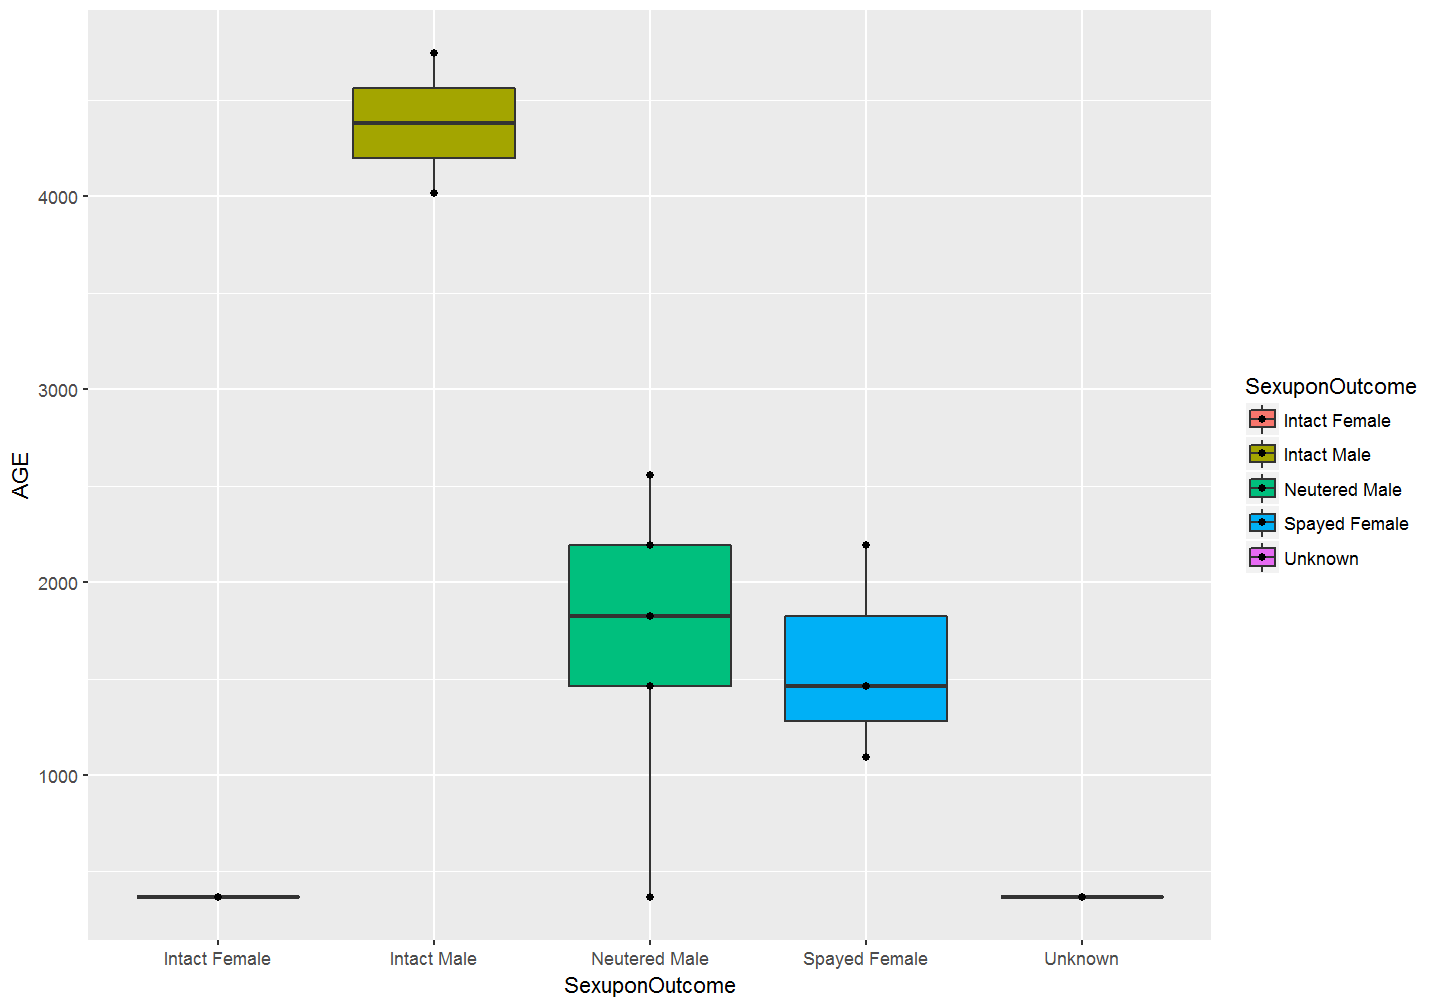 AGE
4000
3000
2000
1000
Intact Female
Intact Male
Neutered Male
Spayed Female
Unknown
SexuponOutcome
SexuponOutcome
Intact Female
Intact Male
Neutered Male
Spayed Female
Unknown